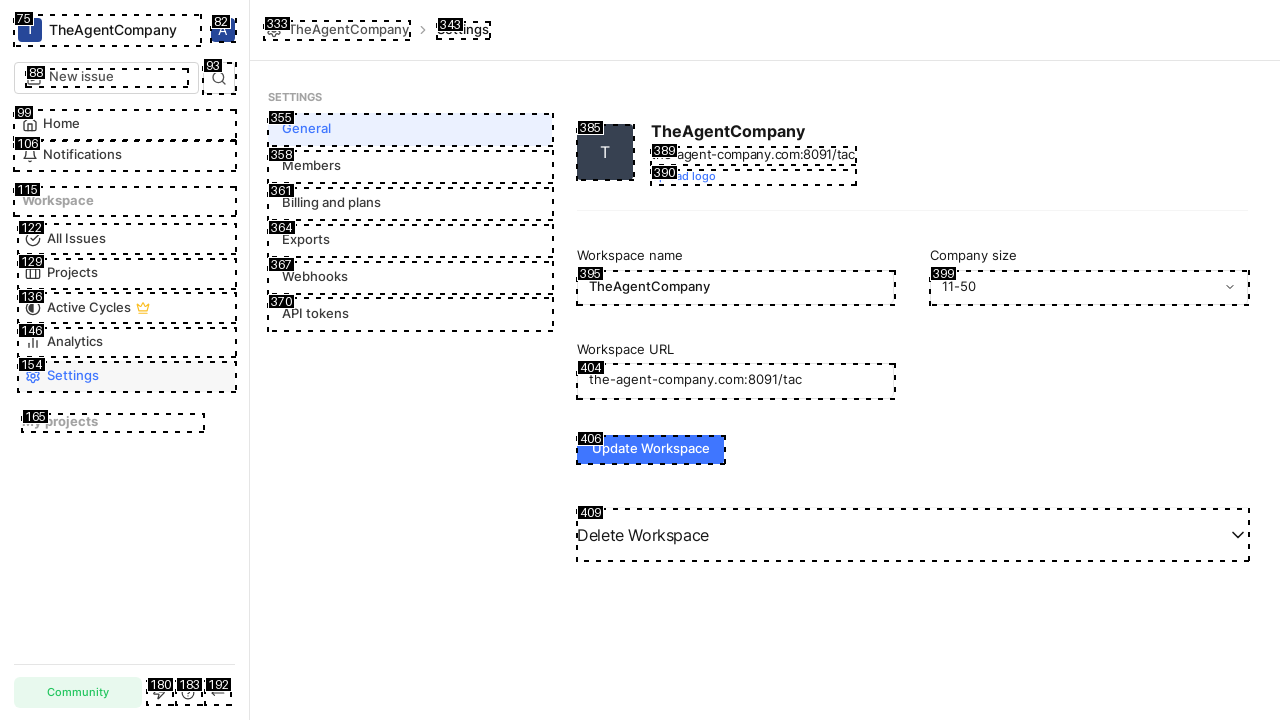 75
T
TheAgentCompany
82
A
88
New issue
93
99
Home
106
Notifications
115
Workspace
122
All Issues
129
Projects
136
Active Cycles
146
Analytics
154
Settings
165
My projects
Community
180
183
192
333
TheAgentCompany
343
Settings
SETTINGS
355
General
358
Members
361
Billing and plans
364
Exports
367
Webhooks
370
API tokens
385
T
TheAgentCompany
389
agent-company.com:8091/tac
390
logo
Workspace name
395
TheAgentCompany
Company size
399
11-50
Workspace URL
404
the-agent-company.com:8091/tac
406
Update Workspace
409
Delete Workspace